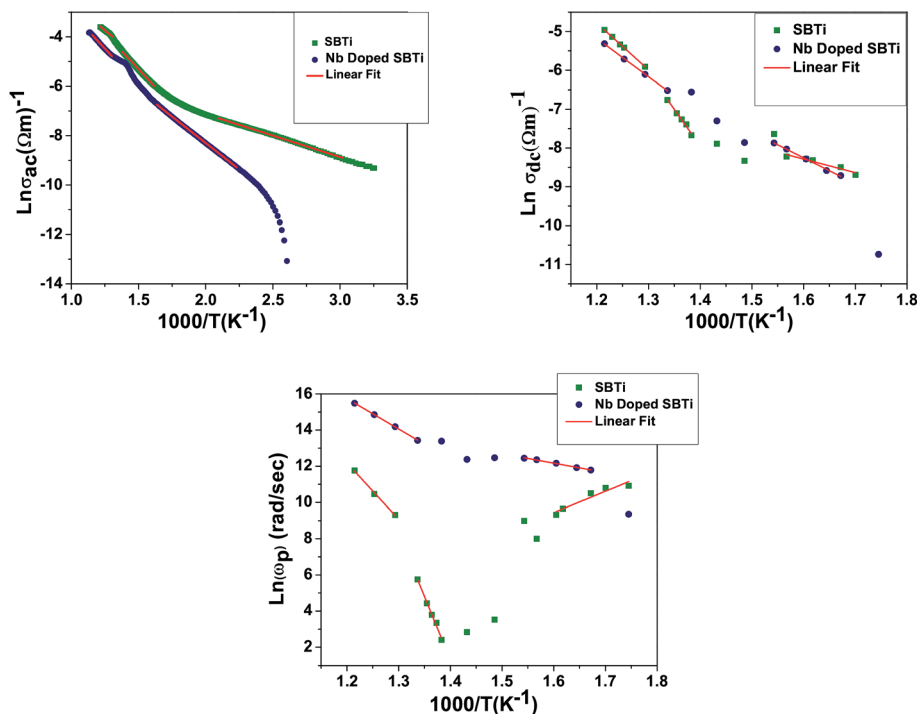 SBTi
Nb Doped SBTi
Linear Fit
Lnσac(Ωm)-1
-2
-4
-6
-8
-10
-12
-14
1.0 1.5 2.0 2.5 3.0 3.5
1000/T(K-1)
SBTi
Nb Doped SBTi
Linear Fit
Ln σdc(Ωm)-1
-5
-6
-7
-8
-9
-10
-11
1.2 1.3 1.4 1.5 1.6 1.7 1.8
1000/T(K-1)
SBTi
Nb Doped SBTi
Linear Fit
Ln(ωp) (rad/sec)
16
14
12
10
8
6
4
2
1.2 1.3 1.4 1.5 1.6 1.7 1.8
1000/T(K-1)